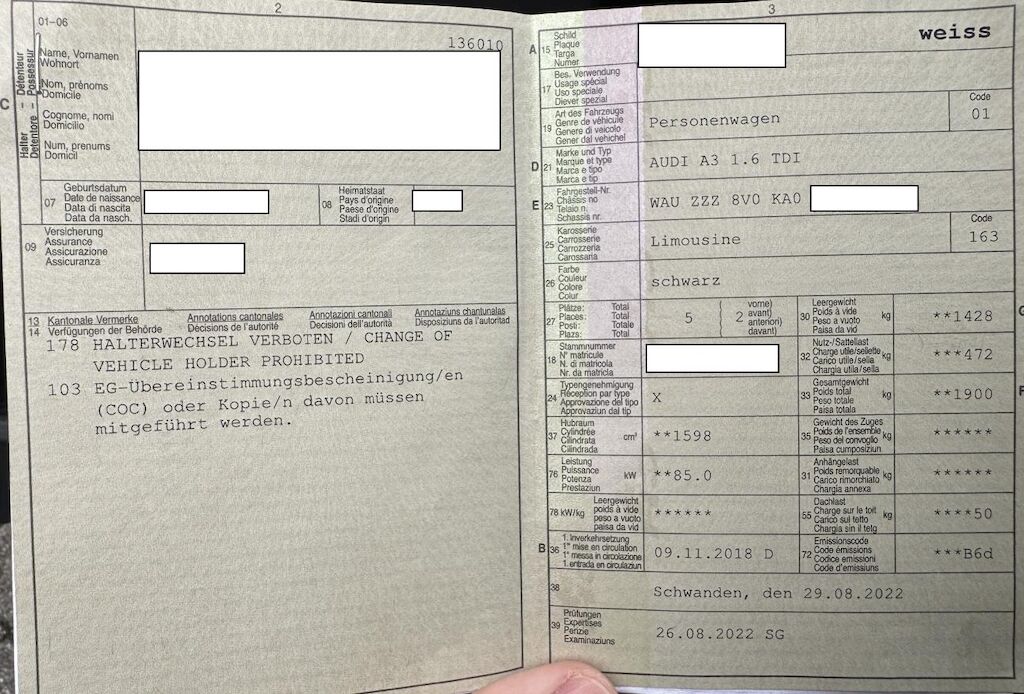 2
01-06
136010
C
Halter – Détenteur
Detentore – Possessur
Name, Vornamen
Wohnort
Nom, prénoms
Domicile
Cognome, nomi
Domicilio
Num, prenums
Domicil
07
Geburtsdatum
Date de naissance
Data di nascita
Data da nasch.
08
Heimatstaat
Pays d'origine
Paese d'origine
Stadi d'origin
09
Versicherung
Assurance
Assicurazione
Assicuranza
13 Kantonale Vermerke Annotations cantonales Annotazioni cantonali Annotaziuns chantunalas
14 Verfügungen der Behörde Décisions de l'autorité Decisioni dell'autorità Disposiziuns da l'autoritad
178 HALTERWECHSEL VERBOTEN / CHANGE OF
VEHICLE HOLDER PROHIBITED
103 EG-Übereinstimmungsbescheinigung/en
(COC) oder Kopie/n davon müssen
mitgeführt werden.
3
A 15
Schild
Plaque
Targa
Numer
weiss
17
Bes. Verwendung
Usage spécial
Uso speciale
Diever spezial
19
Art des Fahrzeugs
Genre de véhicule
Genere di veicolo
Gener dal vehichel
Personenwagen
Code
01
D 21
Marke und Typ
Marque et type
Marca e tipo
Marca e tip
AUDI A3 1.6 TDI
E 23
Fahrgestell-Nr.
Châssis no
Telaio n.
Schassis nr.
WAU ZZZ 8V0 KA0
25
Karosserie
Carrosserie
Carrozzeria
Carossaria
Limousine
Code
163
26
Farbe
Couleur
Colore
Colur
schwarz
27
Plätze: Total
Places: Total
Posti: Totale
Plazs: Total
5
( 2
vorne)
avant)
anteriori)
davant)
30
Leergewicht
Poids à vide
Peso a vuoto
Paisa da vid
kg
**1428
G
18
Stammnummer
N° matricule
N. di matricola
Nr. da matricla
32
Nutz-/Sattellast
Charge utile/sellette
Carico utile/sella
Chargia utila/sella
kg
***472
24
Typengenehmigung
Réception par type
Approvazione del tipo
Approvaziun dal tip
X
33
Gesamtgewicht
Poids total
Peso totale
Paisa totala
kg
**1900
F
37
Hubraum
Cylindrée
Cilindrata
Cilindrada
cm³
**1598
35
Gewicht des Zuges
Poids de l'ensemble
Peso del convoglio
Paisa cumposiziun
kg
******
76
Leistung
Puissance
Potenza
Prestaziun
kW
**85.0
31
Anhängelast
Poids remorquable
Carico rimorchiato
Chargia annexa
kg
******
78 kW/kg
Leergewicht
poids à vide
peso a vuoto
paisa da vid
******
55
Dachlast
Charge sur le toit
Carico sul tetto
Chargia sin il tetg
kg
****50
B 36
1. Inverkehrsetzung
1re mise en circulation
1a messa in circolazione
1. entrada en circulaziun
09.11.2018 D
72
Emissionscode
Code émissions
Codice emissioni
Code d'emissiuns
***B6d
38
Schwanden, den 29.08.2022
39
Prüfungen
Expertises
Perizie
Examinaziuns
26.08.2022 SG